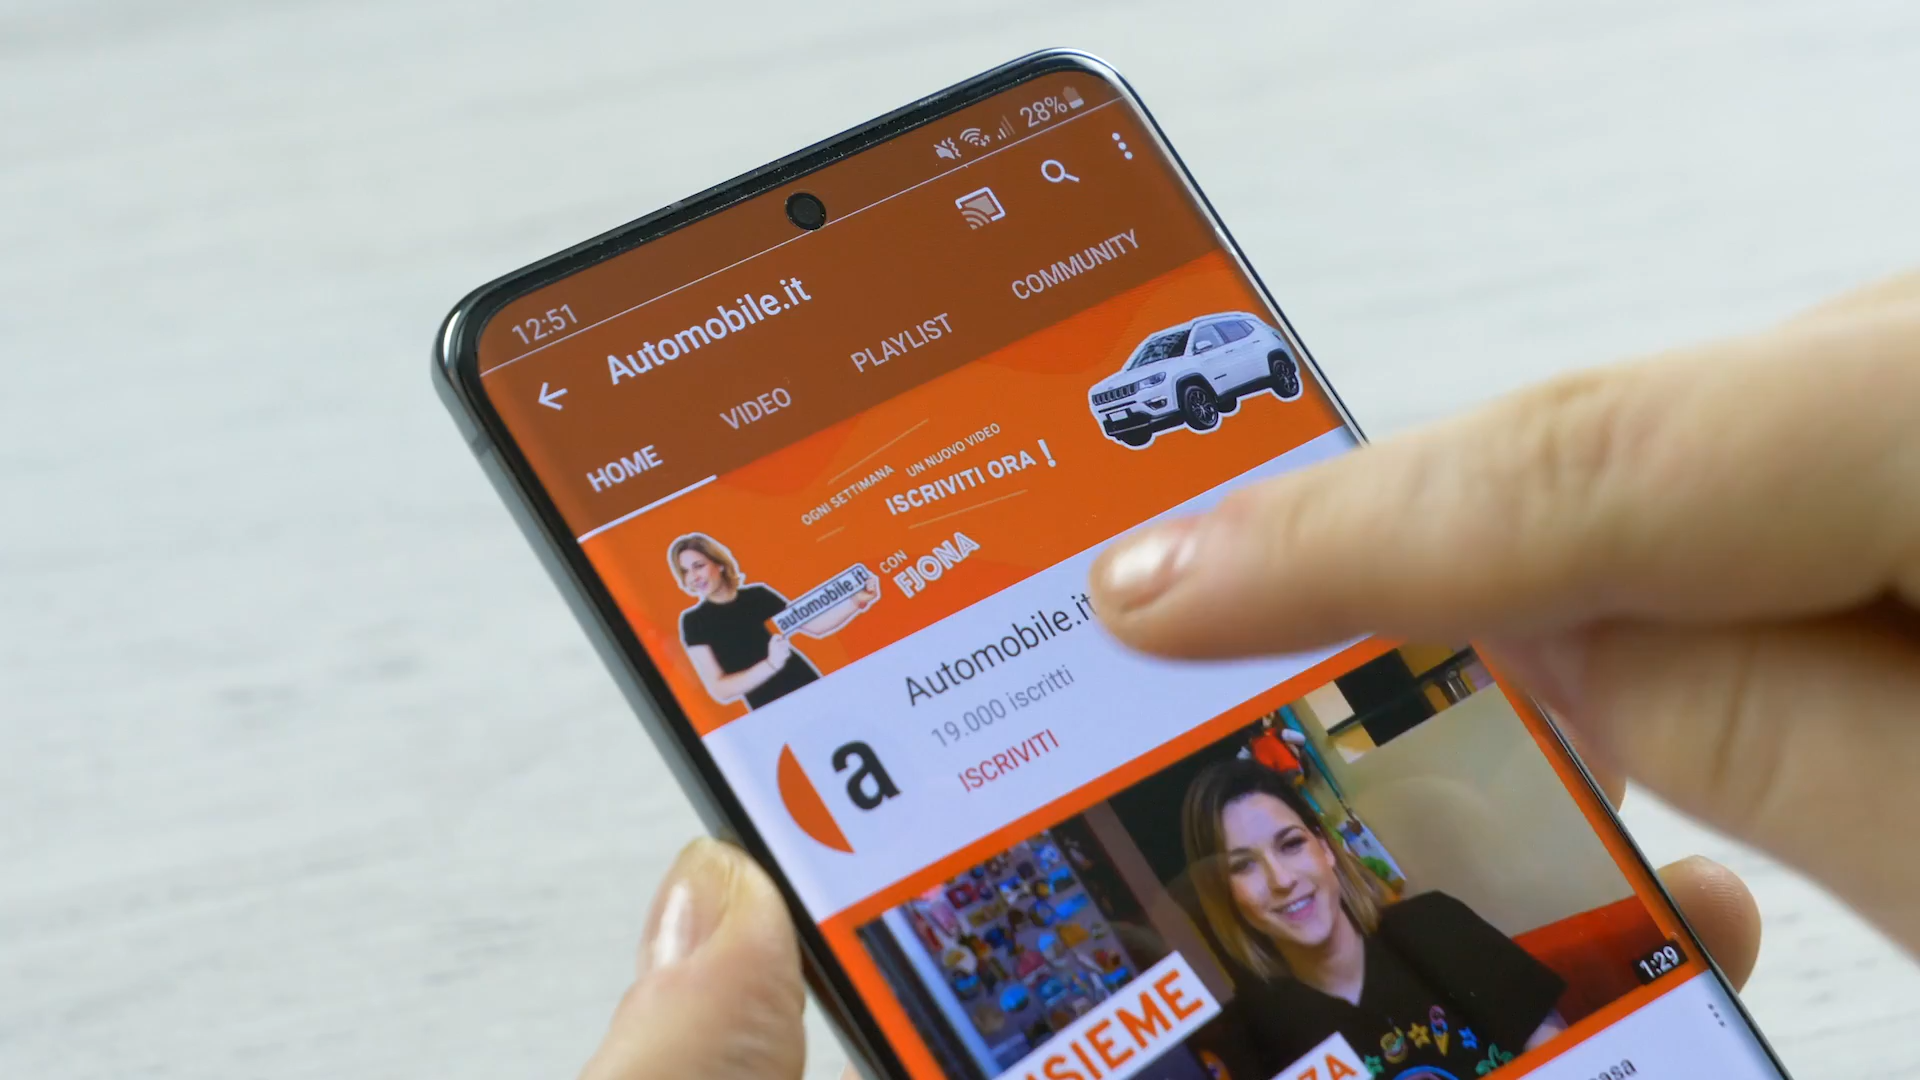 12:51
28%
Automobile.it
HOME VIDEO PLAYLIST COMMUNITY
OGNI SETTIMANA UN NUOVO VIDEO
ISCRIVITI ORA !
CON
FJONA
automobile.it
Automobile.it
19.000 iscritti
ISCRIVITI
a
1:29